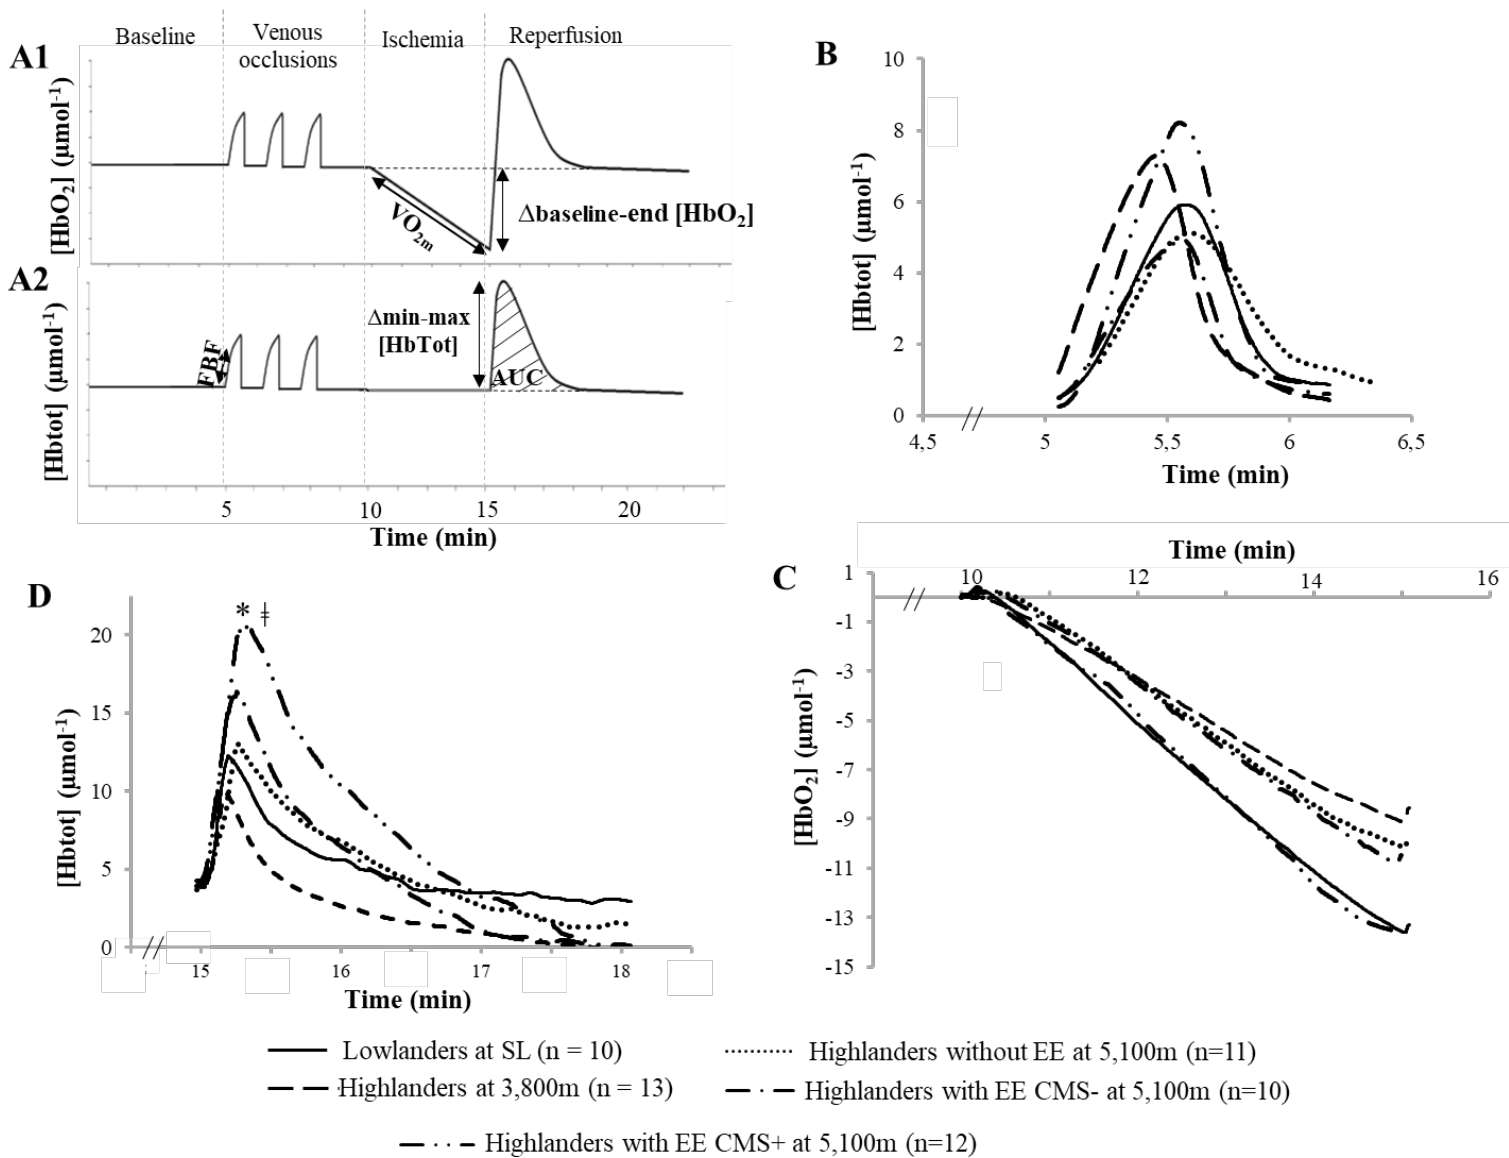 Baseline
Venous
occlusions
Ischemia
Reperfusion
A1
[HbO₂] (µmol⁻¹)
VO₂ₘ
Δbaseline-end [HbO₂]
A2
[Hbtot] (µmol⁻¹)
FBF
Δmin-max
[HbTot]
AUC
5 10 15 20
Time (min)
B
[Hbtot] (µmol⁻¹)
10
8
6
4
2
0
4,5 5 5,5 6 6,5
Time (min)
C
Time (min)
10 12 14 16
[HbO₂] (µmol⁻¹)
1
-1
-3
-5
-7
-9
-11
-13
-15
D
* ‡
[Hbtot] (µmol⁻¹)
20
15
10
5
0
15 16 17 18
Time (min)
Lowlanders at SL (n = 10)
Highlanders without EE at 5,100m (n=11)
Highlanders at 3,800m (n = 13)
Highlanders with EE CMS- at 5,100m (n=10)
Highlanders with EE CMS+ at 5,100m (n=12)